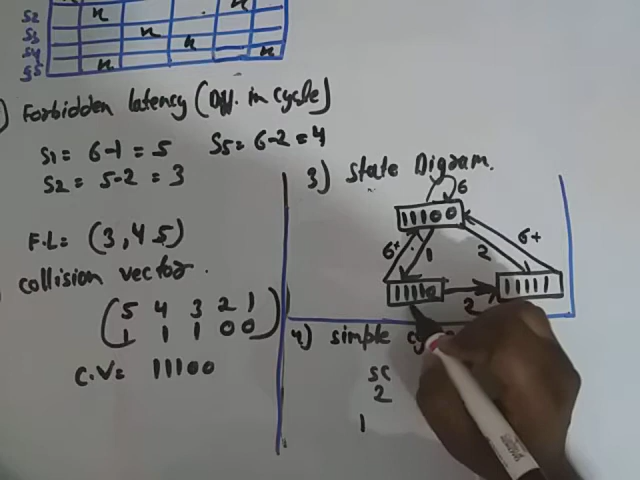 S2 x x
S3 x
S4 x
S5 x x
Forbidden latency (Diff. in cycle)
S1 = 6-1 = 5 S5 = 6-2 = 4
S2 = 5-2 = 3
F.L = (3, 4 5)
collision vector.
( 5 4 3 2 1 )
1 1 1 0 0
C.V = 11100
3) State Digram.
6
11100
6+ 1 2 6+
11110 11111
2
4) simple
SC
2
1